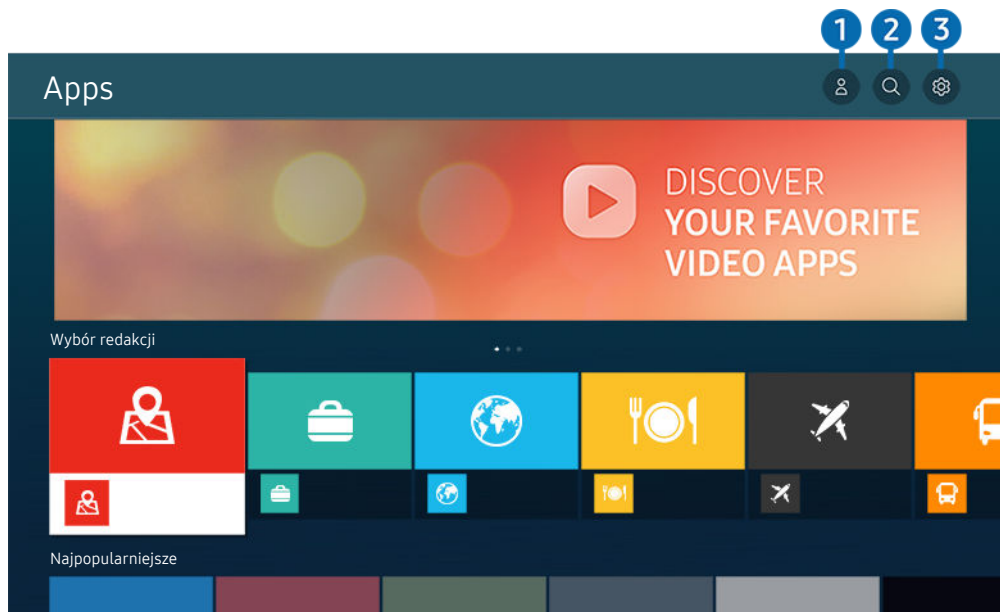 1 2 3
Apps
DISCOVER
YOUR FAVORITE
VIDEO APPS
Wybór redakcji
Najpopularniejsze